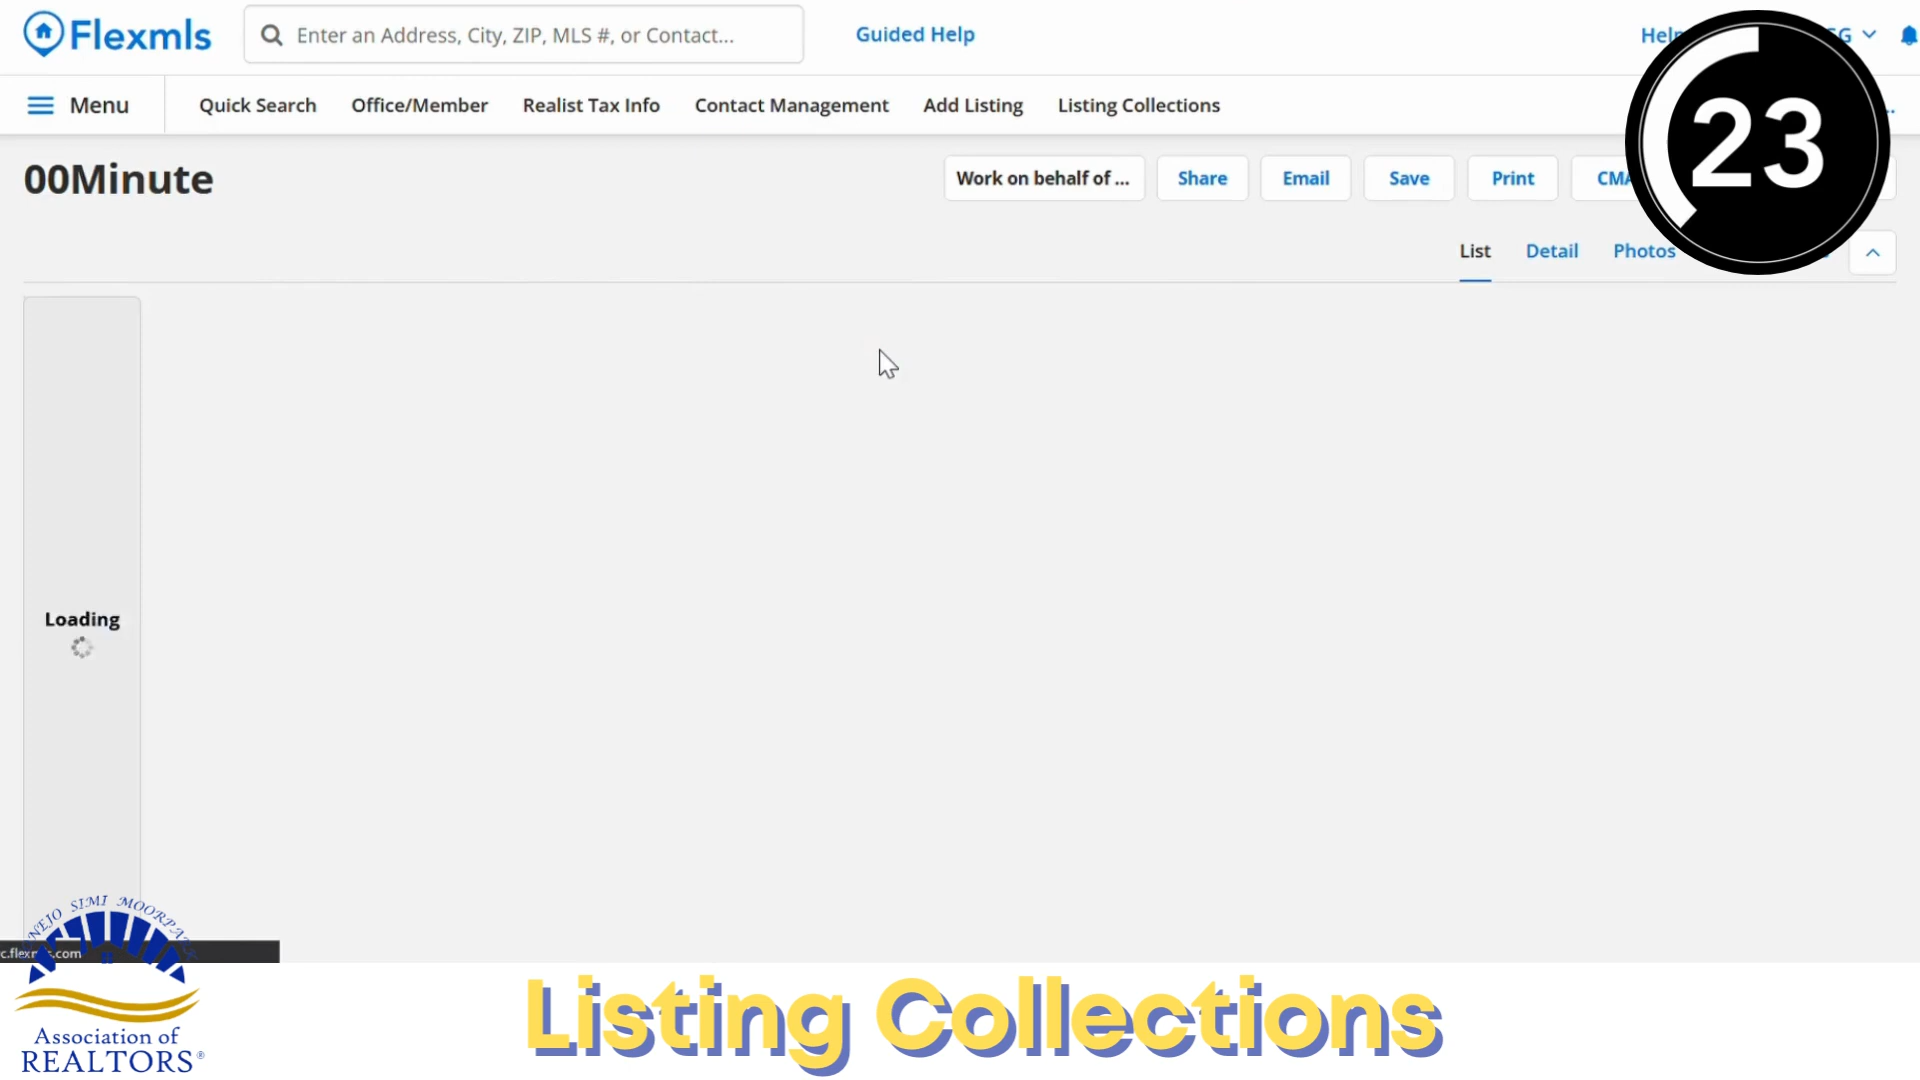 Flexmls
Enter an Address, City, ZIP, MLS #, or Contact...
Guided Help
Menu
Quick Search
Office/Member
Realist Tax Info
Contact Management
Add Listing
Listing Collections
23
00Minute
Work on behalf of ...
Share
Email
Save
Print
List
Detail
Photos
Loading
SIMI MOORPARK
Association of
REALTORS®
Listing Collections